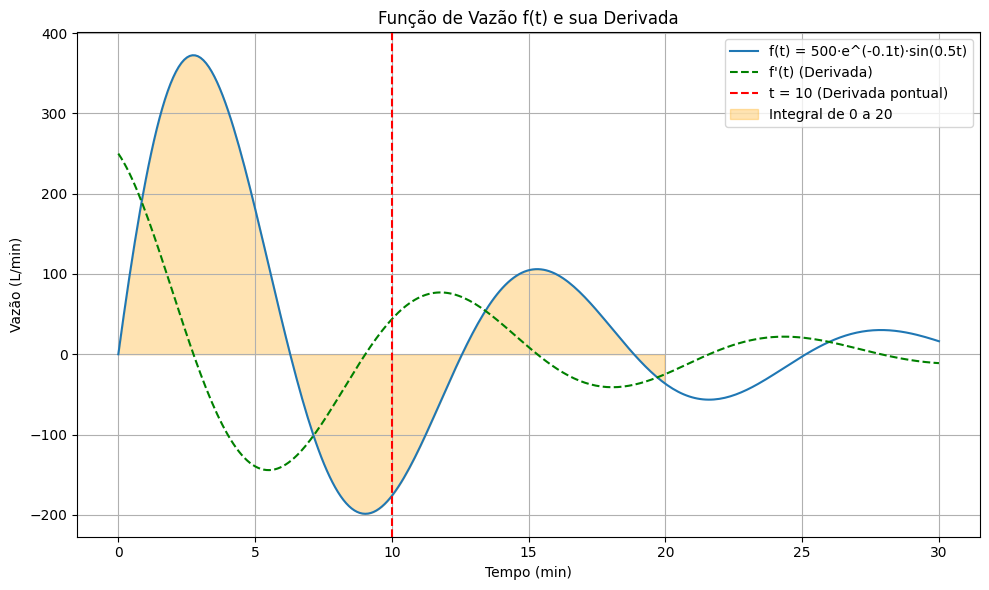 Função de Vazão f(t) e sua Derivada
f(t) = 500·e^(-0.1t)·sin(0.5t)
f'(t) (Derivada)
t = 10 (Derivada pontual)
Integral de 0 a 20
Vazão (L/min)
400
300
200
100
0
−100
−200
0 5 10 15 20 25 30
Tempo (min)